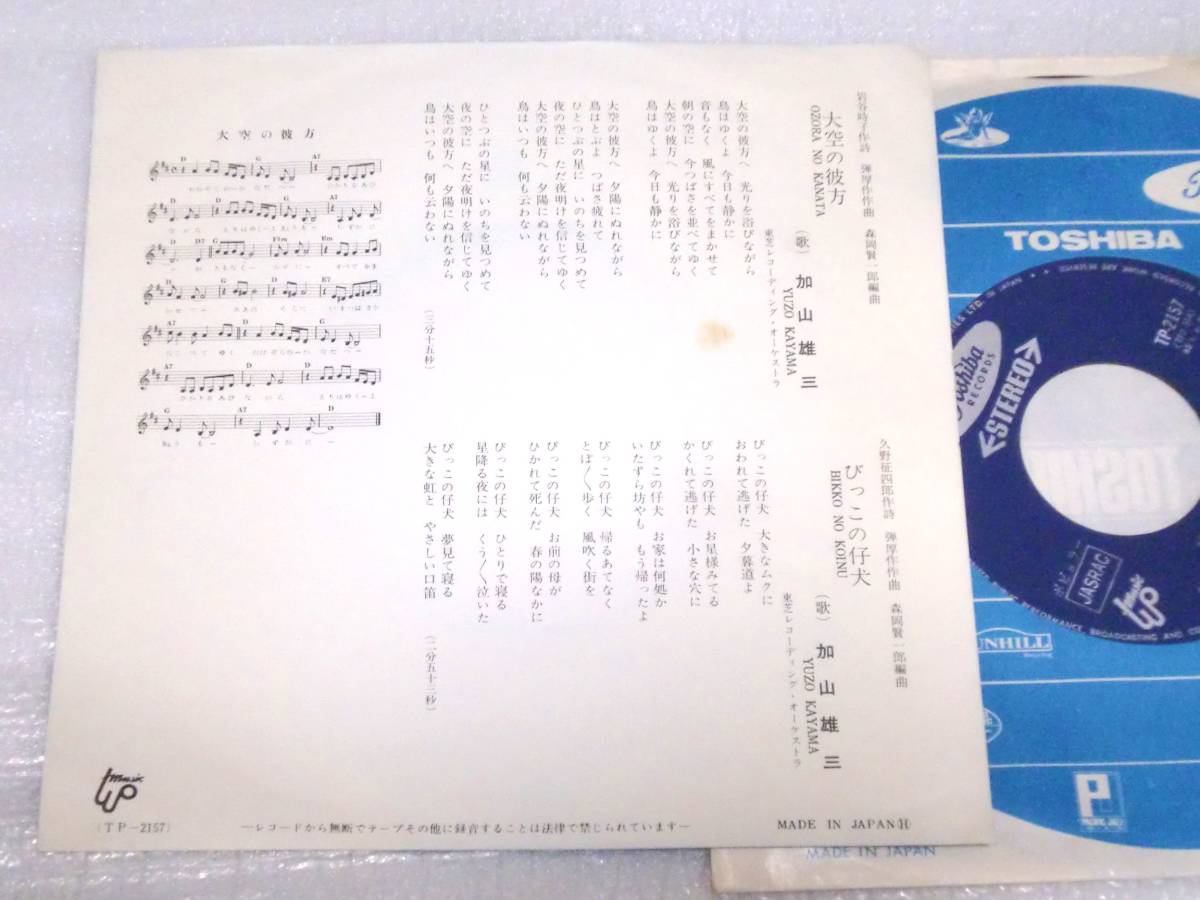 大空の彼方
岩谷時子作詩 弾厚作作曲 森岡賢一郎編曲
大空の彼方
OZORA NO KANATA
(歌) 加山雄三
YUZO KAYAMA
東芝レコーディング・オーケストラ
大空の彼方へ 光りを浴びながら
鳥はゆくよ 今日も静かに
音もなく 風にすべてをまかせて
朝の空に 今つばさを並べてゆく
大空の彼方へ 光りを浴びながら
鳥はゆくよ 今日も静かに
大空の彼方へ 夕陽にぬれながら
鳥はとぶよ つばさ疲れて
ひとつぶの星に いのちを見つめて
夜の空に ただ夜明けを信じてゆく
大空の彼方へ 夕陽にぬれながら
鳥はいつも 何も云わない
ひとつぶの星に いのちを見つめて
夜の空に ただ夜明けを信じてゆく
大空の彼方へ 夕陽にぬれながら
鳥はいつも 何も云わない
(三分十五秒)
久野征四郎作詩 弾厚作作曲 森岡賢一郎編曲
びっこの仔犬
BIKKO NO KOINU
(歌) 加山雄三
YUZO KAYAMA
東芝レコーディング・オーケストラ
びっこの仔犬 大きなムクに
おわれて逃げた 夕暮道よ
びっこの仔犬 お星様みてる
かくれて逃げた 小さな穴に
びっこの仔犬 お家は何処か
いたずら坊やも もう帰ったよ
びっこの仔犬 帰るあてなく
とぼ〳〵歩く 風吹く街を
びっこの仔犬 お前の母が
ひかれて死んだ 春の陽なかに
びっこの仔犬 ひとりで寝る
星降る夜には くう〳〵泣いた
びっこの仔犬 夢見て寝る
大きな虹と やさしい口笛
(二分五十三秒)
music UP
(TP-2157)
―レコードから無断でテープその他に録音することは法律で禁じられています―
MADE IN JAPAN(H)
TOSHIBA
TP-2157
Toshiba
RECORDS
STEREO
JASRAC
ポピュラー
music UP
UNHILL
P
PACIFIC JAZZ
MADE IN JAPAN